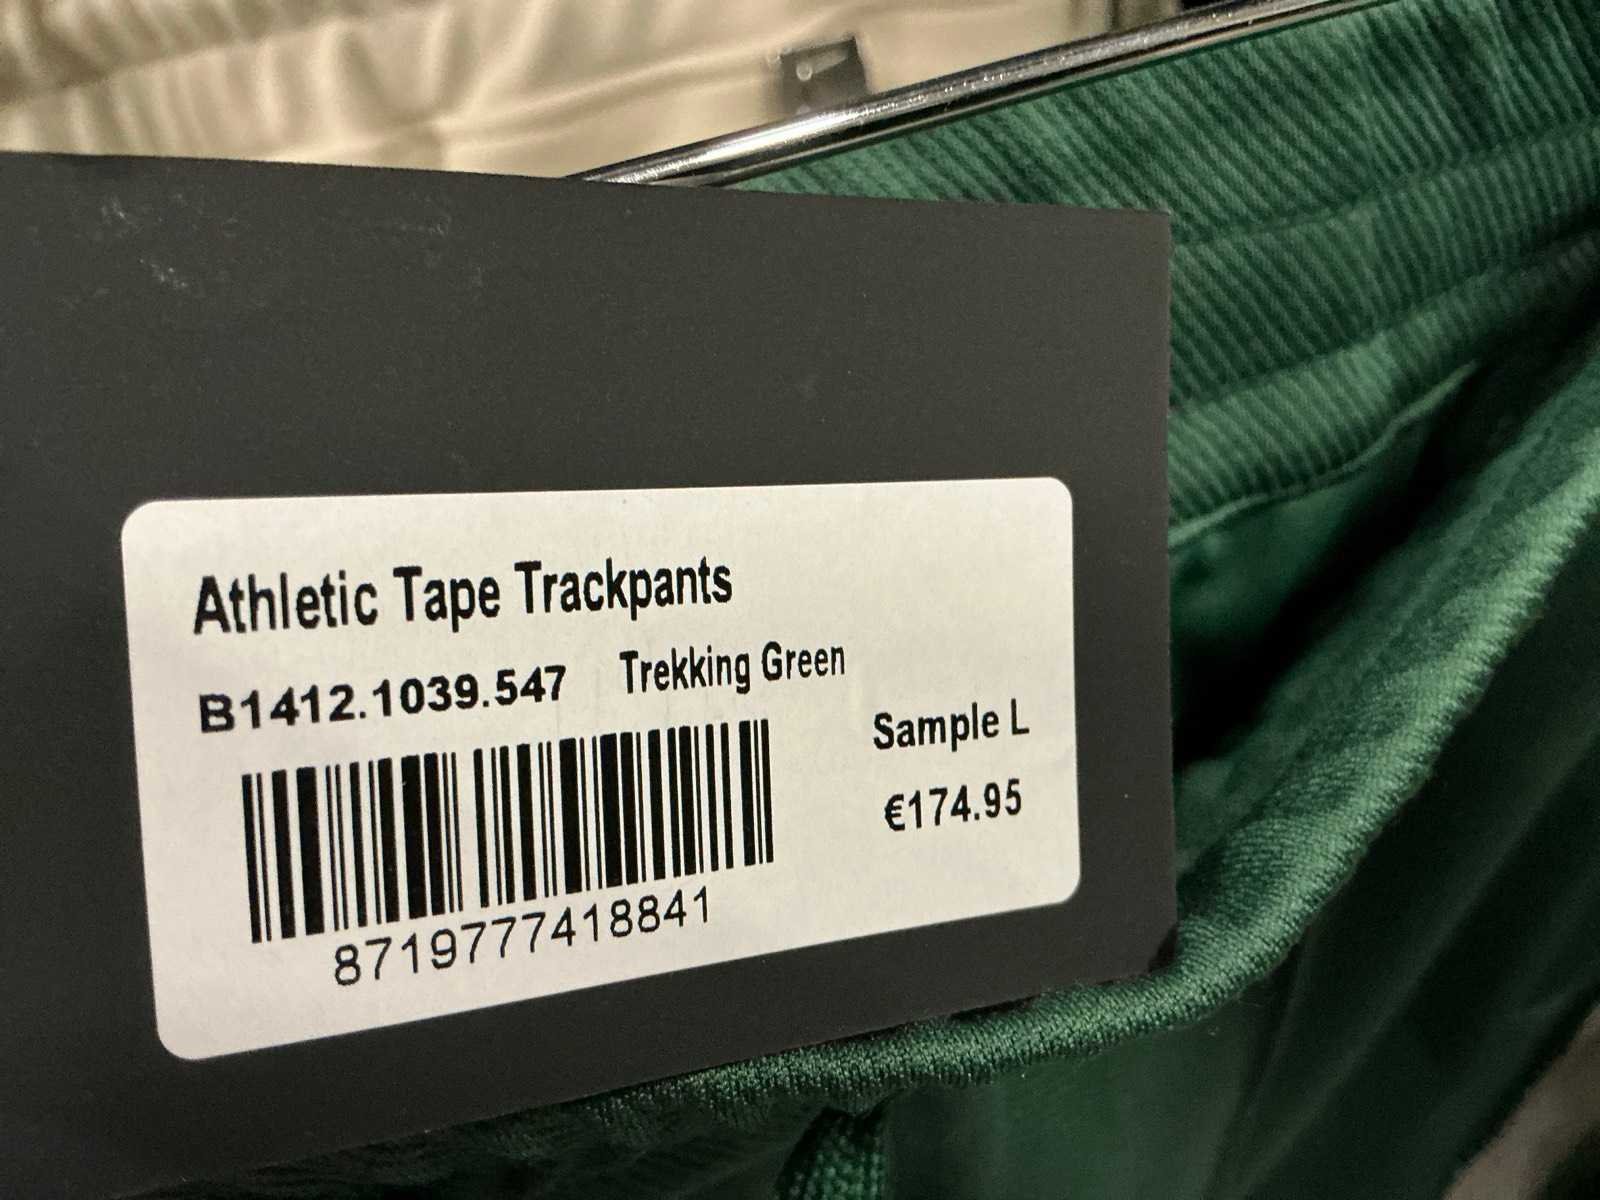 Athletic Tape Trackpants
B1412.1039.547 Trekking Green
Sample L
€174.95
8719777418841